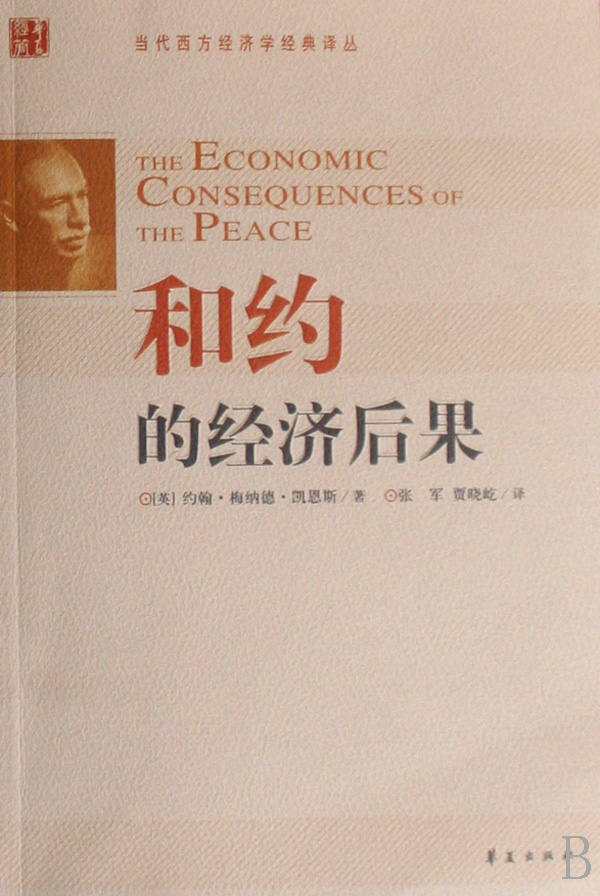 当代西方经济学经典译丛
THE ECONOMIC
CONSEQUENCES OF
THE PEACE
和约
的经济后果
[英] 约翰·梅纳德·凯恩斯/著 张 军 贾晓屹/译
华夏出版社
B